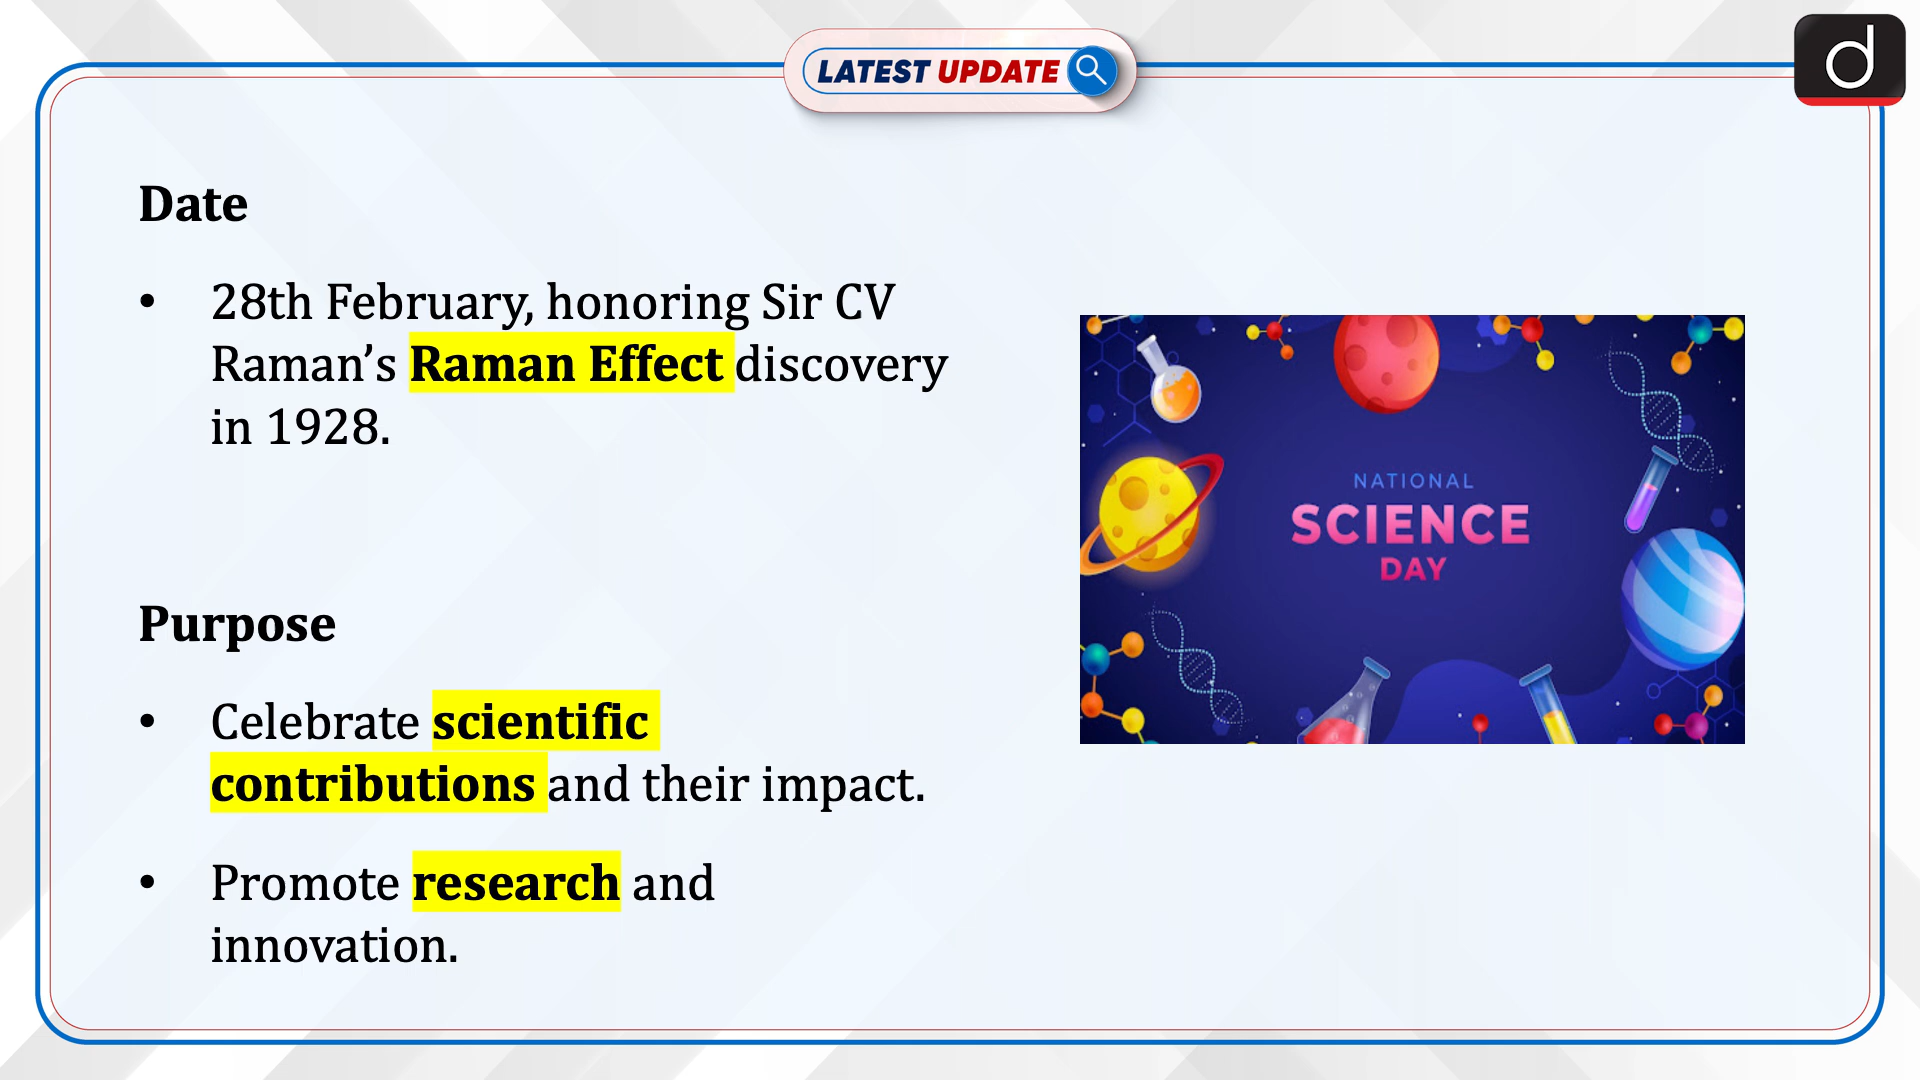 LATEST UPDATE
d
Date
• 28th February, honoring Sir CV
Raman’s Raman Effect discovery
in 1928.
Purpose
• Celebrate scientific
contributions and their impact.
• Promote research and
innovation.
NATIONAL
SCIENCE
DAY